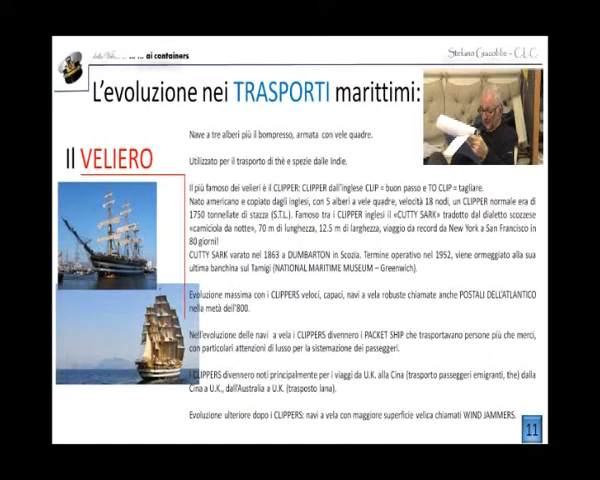 dalle Vele... ... ... ai containers
Stefano Giacobbe - C.L.C
L'evoluzione nei TRASPORTI marittimi:
Il VELIERO
Nave a tre alberi più il bompresso, armata con vele quadre.
Utilizzato per il trasporto di thè e spezie dalle Indie.
Il più famoso dei velieri è il CLIPPER: CLIPPER dall'inglese CLIP = buon passo e TO CLIP = tagliare.
Nato americano e copiato dagli inglesi, con 5 alberi a vele quadre, velocità 18 nodi, un CLIPPER normale era di
1750 tonnellate di stazza (S.T.L.). Famoso tra i CLIPPER inglesi il «CUTTY SARK» tradotto dal dialetto scozzese
«camiciola da notte», 70 m di lunghezza, 12.5 m di larghezza, viaggio da record da New York a San Francisco in
80 giorni!
CUTTY SARK varato nel 1863 a DUMBARTON in Scozia. Termine operativo nel 1952, viene ormeggiato alla sua
ultima banchina sul Tamigi (NATIONAL MARITIME MUSEUM – Greenwich).
Evoluzione massima con i CLIPPERS veloci, capaci, navi a vela robuste chiamate anche POSTALI DELL'ATLANTICO
nella metà dell'800.
Nell'evoluzione delle navi a vela i CLIPPERS divennero i PACKET SHIP che trasportavano persone più che merci,
con particolari attenzioni di lusso per la sistemazione dei passeggeri.
I CLIPPERS divennero noti principalmente per i viaggi da U.K. alla Cina (trasporto passeggeri emigranti, the) dalla
Cina a U.K., dall'Australia a U.K. (trasposto lana).
Evoluzione ulteriore dopo i CLIPPERS: navi a vela con maggiore superficie velica chiamati WIND JAMMERS.
11